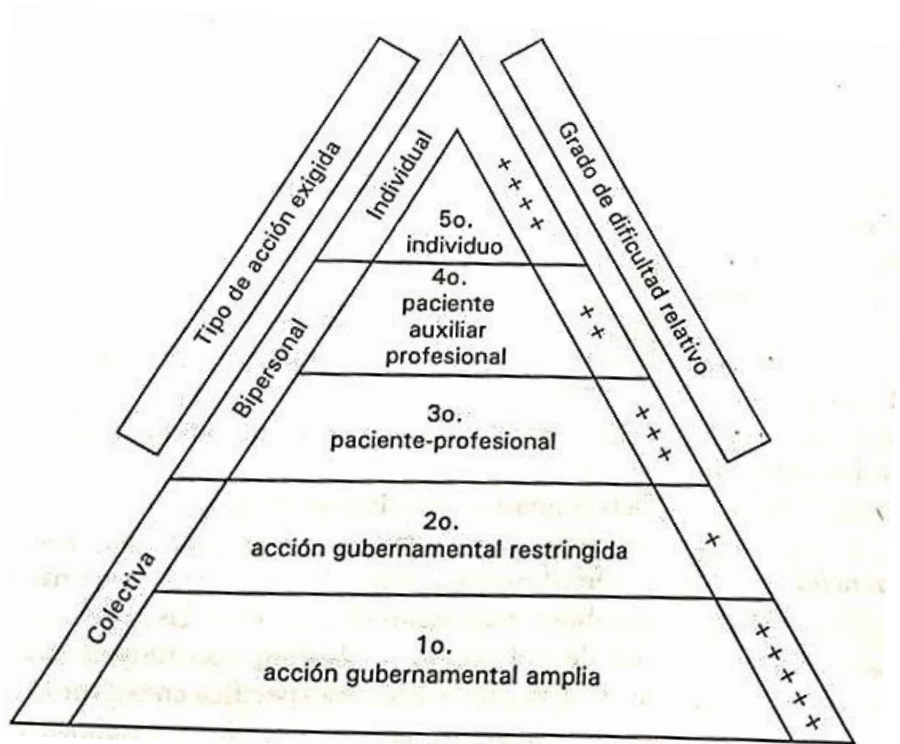 Tipo de acción exigida
Grado de dificultad relativo
Individual
++++
5o.
individuo
Bipersonal
4o.
paciente
auxiliar
profesional
++
3o.
paciente-profesional
+++
Colectiva
2o.
acción gubernamental restringida
+
1o.
acción gubernamental amplia
+++++